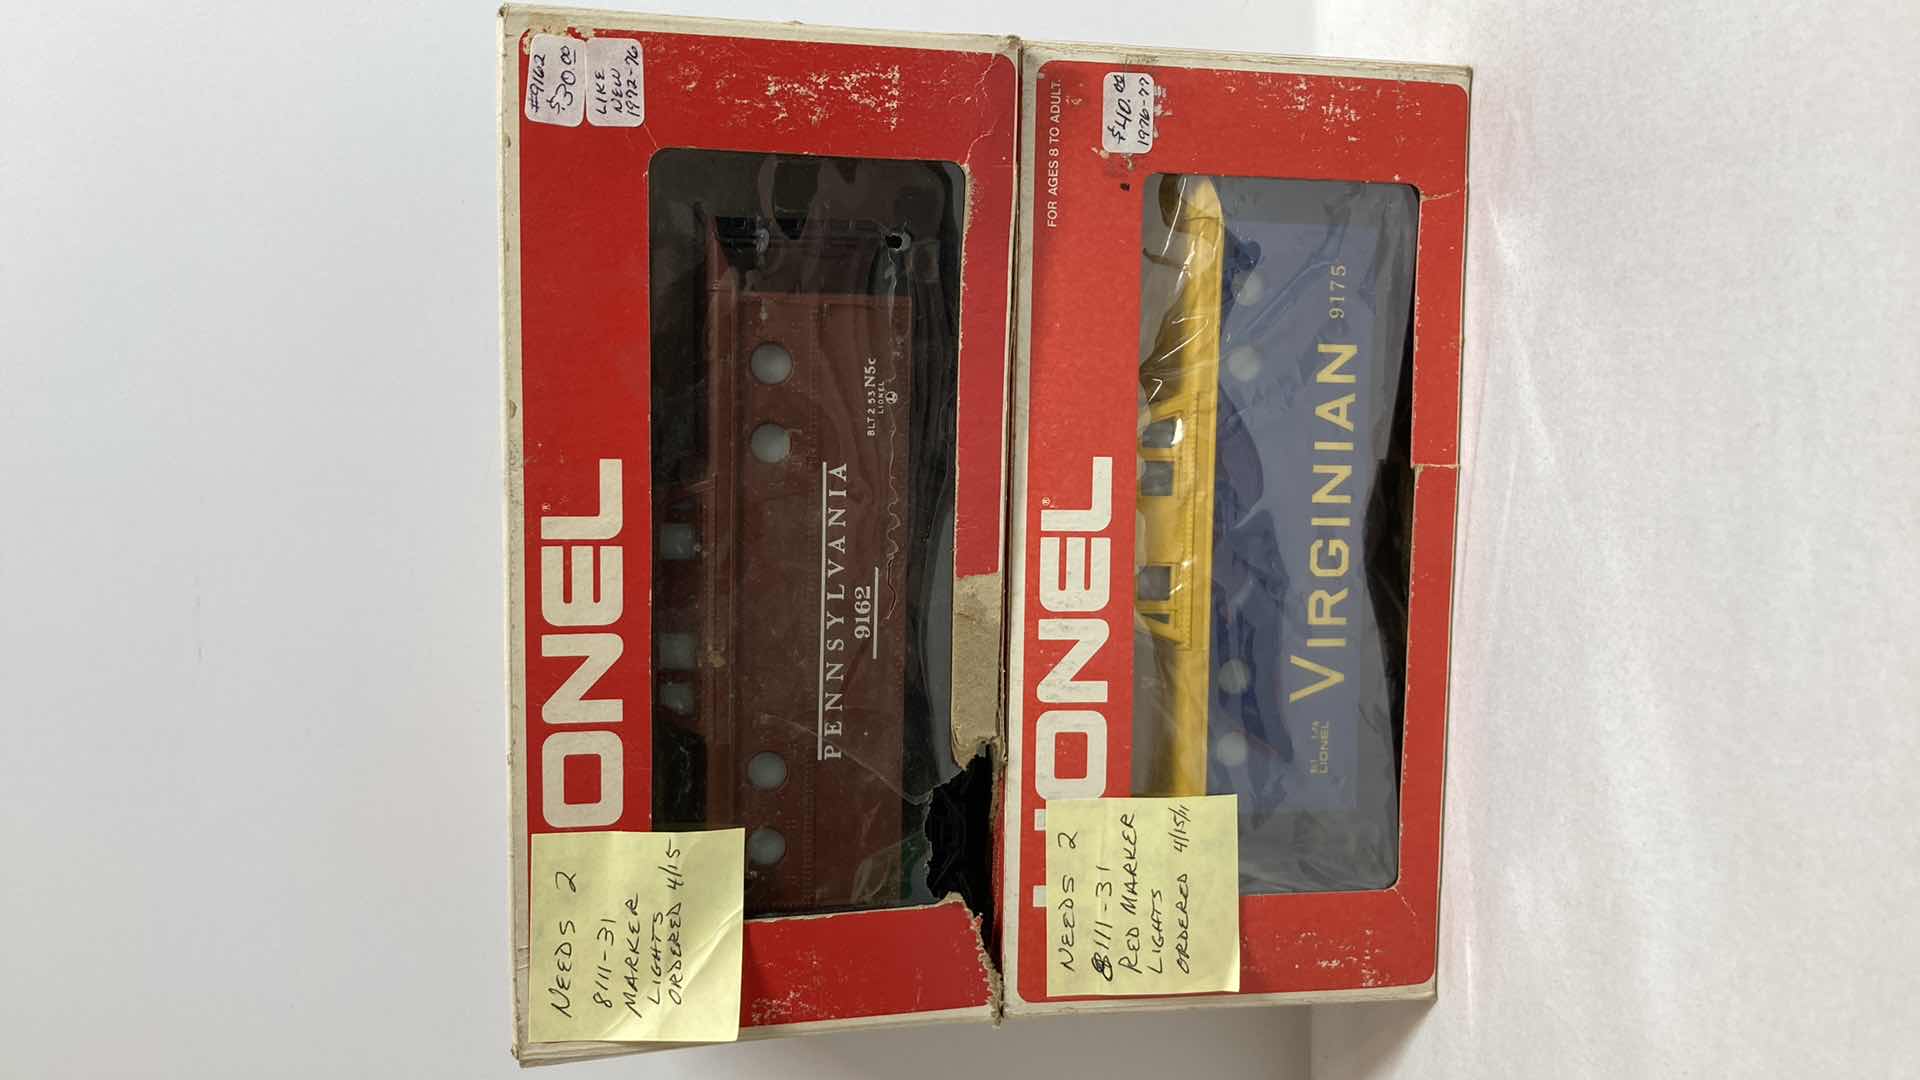 #9162
$30.00
LIKE
NEW
1972-76
LIONEL®
PENNSYLVANIA
9162
BLT 2 53 N5c
LIONEL
L
NEEDS 2
8111-31
MARKER
LIGHTS
ORDERED 4/15
FOR AGES 8 TO ADULT
$40.00
1976-77
LIONEL®
VIRGINIAN 9175
LIONEL
NEEDS 2
8111-31
RED MARKER
LIGHTS
ORDERED 4/15/11